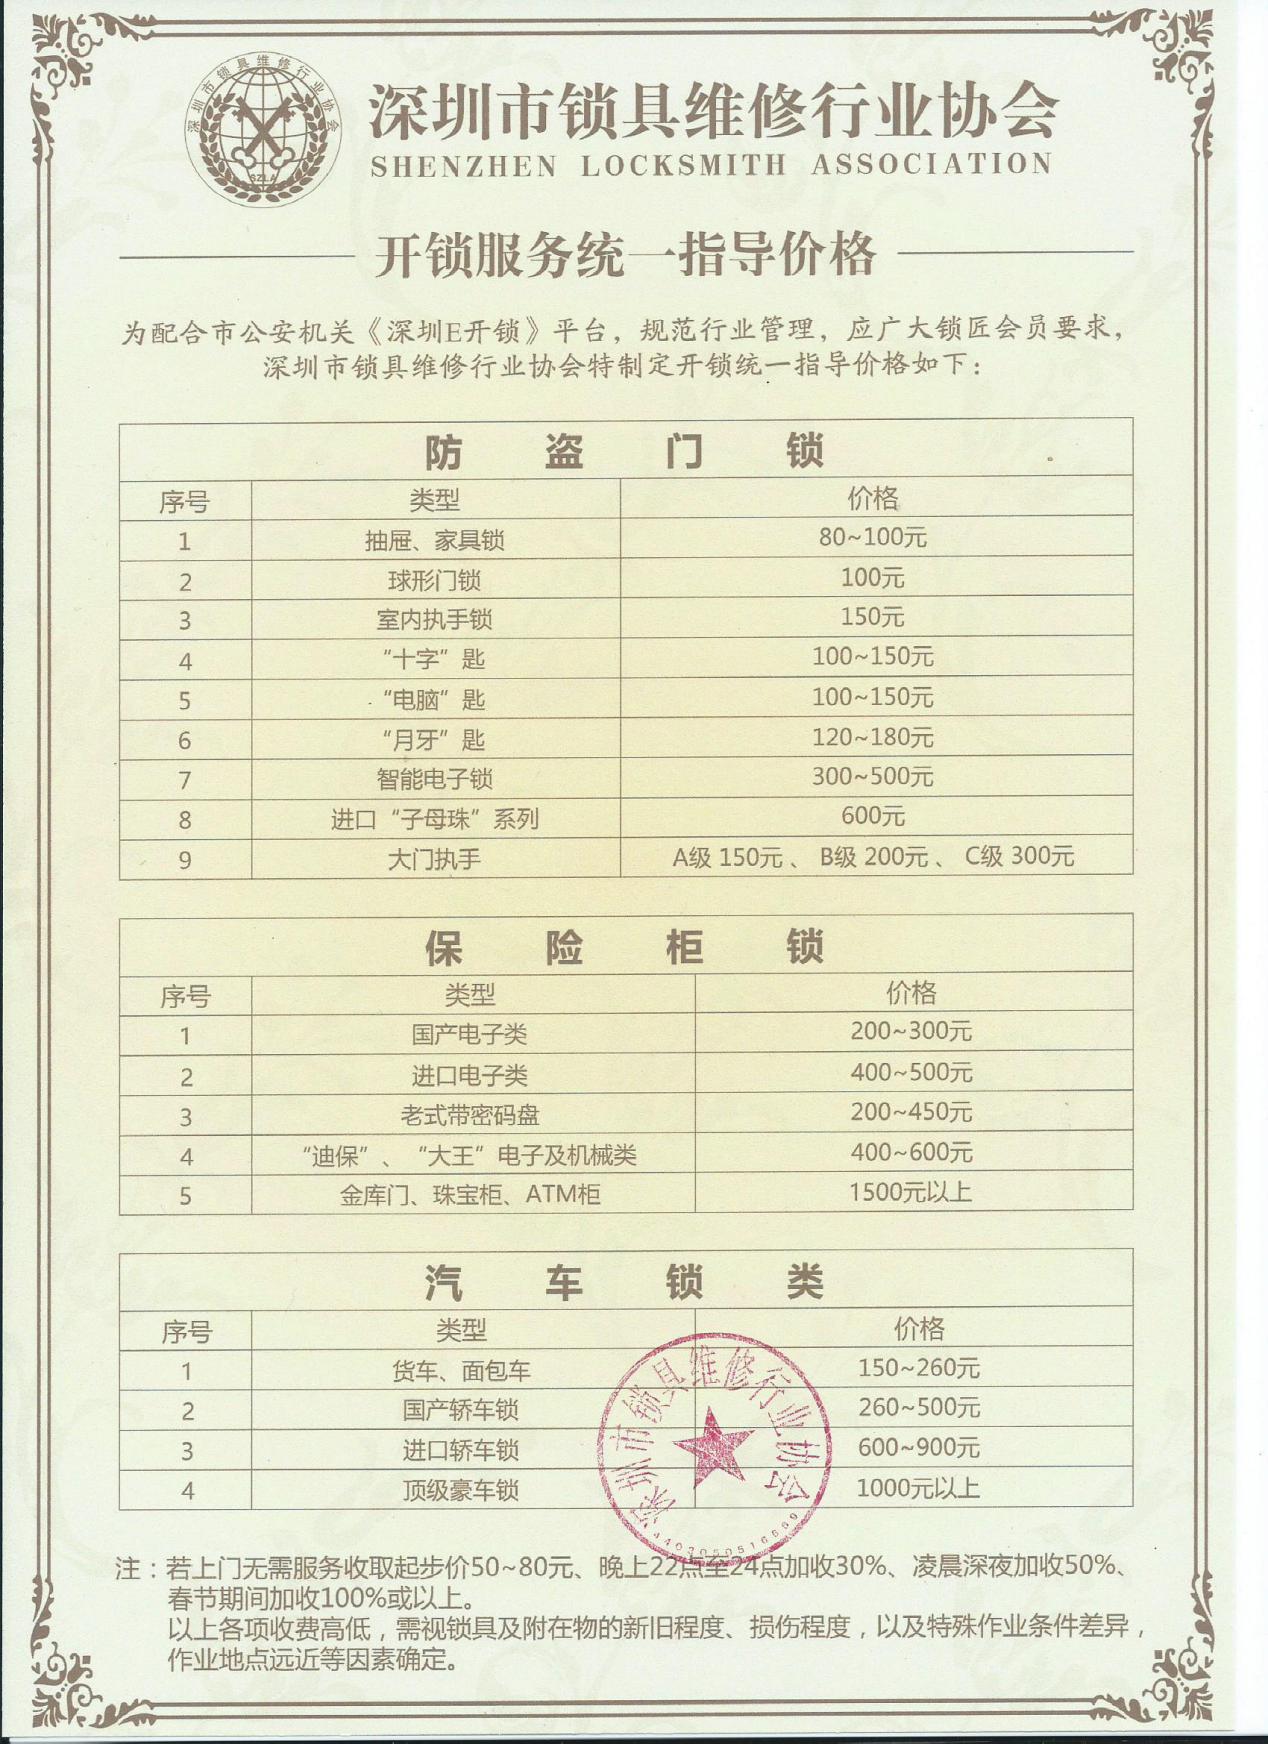 深圳市锁具维修行业协会
SZLA
深圳市锁具维修行业协会
SHENZHEN LOCKSMITH ASSOCIATION
开锁服务统一指导价格
为配合市公安机关《深圳E开锁》平台，规范行业管理，应广大锁匠会员要求，
深圳市锁具维修行业协会特制定开锁统一指导价格如下：
防 盗 门 锁
序号 类型 价格
1 抽屉、家具锁 80~100元
2 球形门锁 100元
3 室内执手锁 150元
4 “十字”匙 100~150元
5 “电脑”匙 100~150元
6 “月牙”匙 120~180元
7 智能电子锁 300~500元
8 进口“子母珠”系列 600元
9 大门执手 A级 150元 、 B级 200元 、 C级 300元
保 险 柜 锁
序号 类型 价格
1 国产电子类 200~300元
2 进口电子类 400~500元
3 老式带密码盘 200~450元
4 “迪保”、“大王”电子及机械类 400~600元
5 金库门、珠宝柜、ATM柜 1500元以上
汽 车 锁 类
序号 类型 价格
1 货车、面包车 150~260元
2 国产轿车锁 260~500元
3 进口轿车锁 600~900元
4 顶级豪车锁 1000元以上
深圳市锁具维修行业协会
注：若上门无需服务收取起步价50~80元、晚上22点至24点加收30%、凌晨深夜加收50%、
春节期间加收100%或以上。
以上各项收费高低，需视锁具及附在物的新旧程度、损伤程度，以及特殊作业条件差异，
作业地点远近等因素确定。